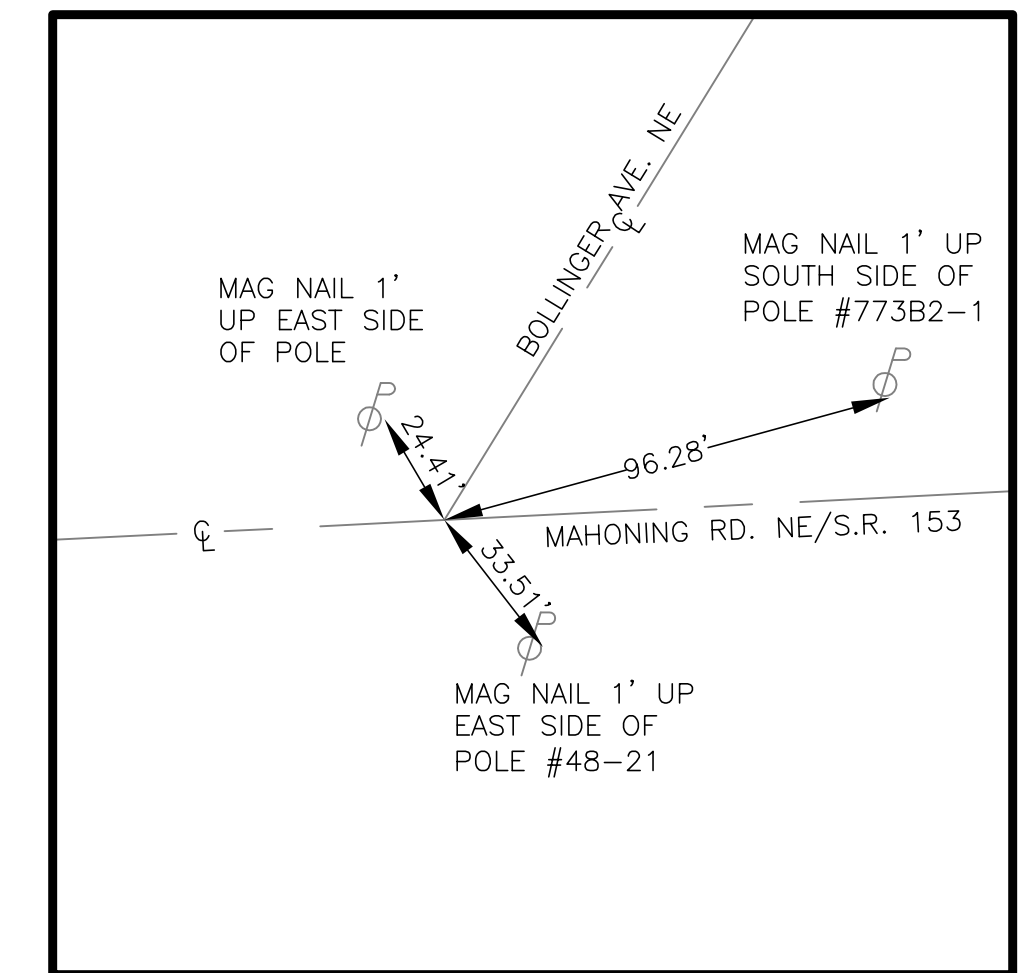 BOLLINGER AVE. NE
℄
MAG NAIL 1' UP
SOUTH SIDE OF
POLE #773B2-1
MAG NAIL 1'
UP EAST SIDE
OF POLE
24.41'
96.28'
℄
MAHONING RD. NE/S.R. 153
33.51'
MAG NAIL 1' UP
EAST SIDE OF
POLE #48-21